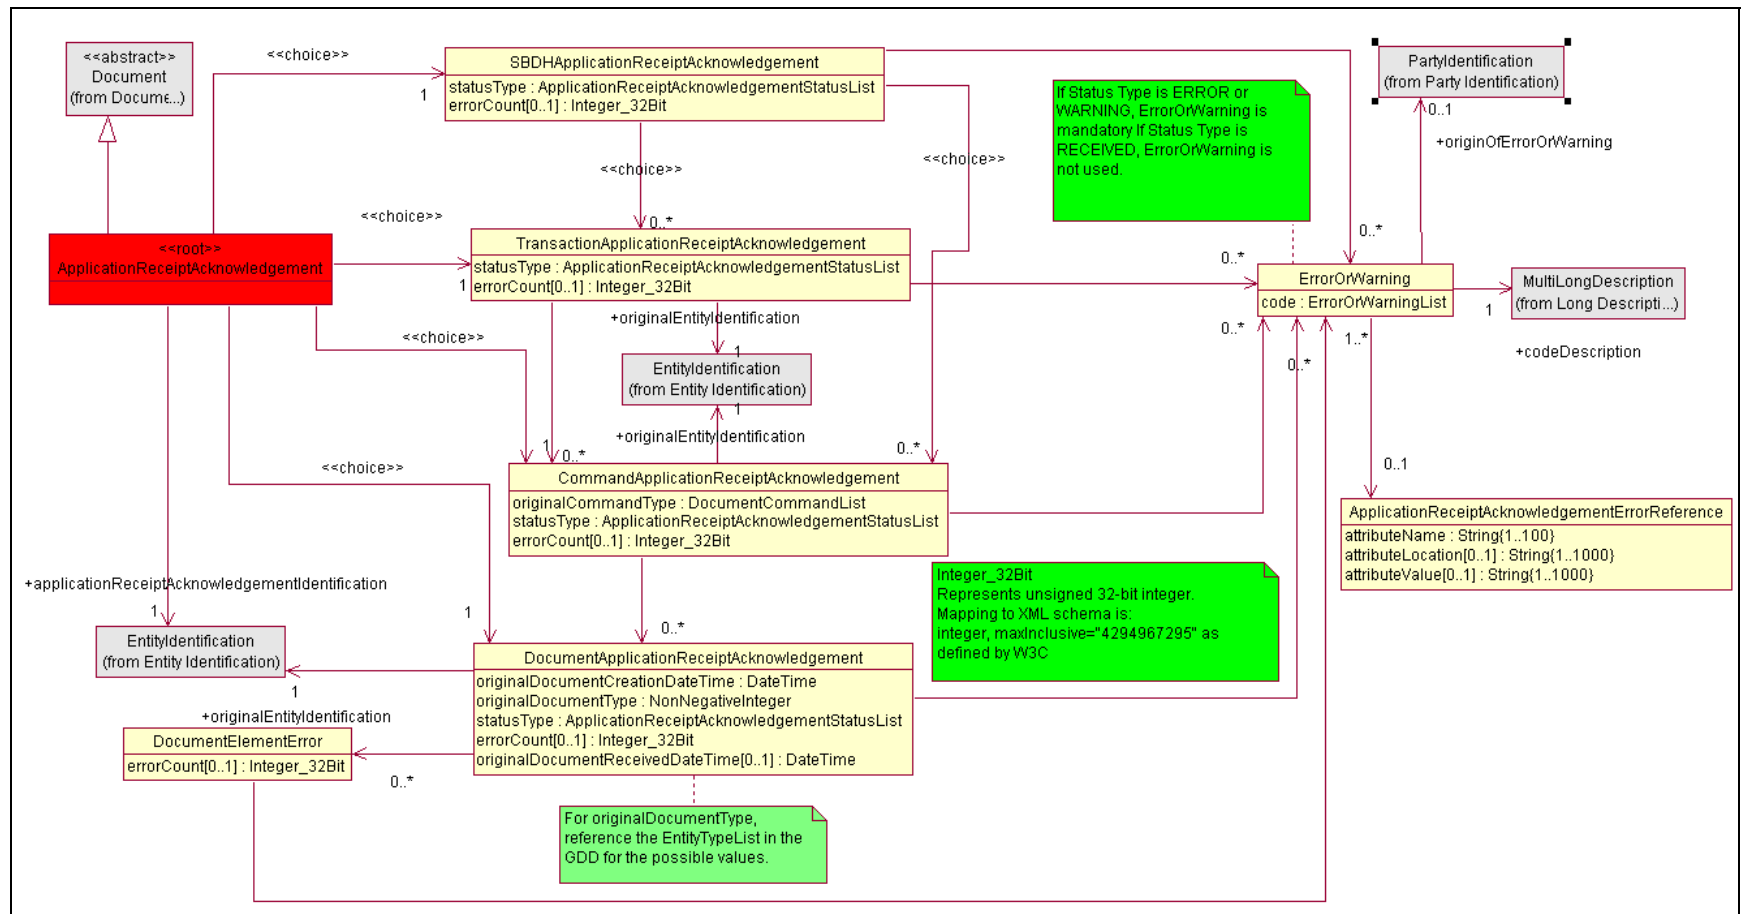 <<abstract>>
Document
(from Docume...)
<<choice>>
1
SBDHApplicationReceiptAcknowledgement
statusType : ApplicationReceiptAcknowledgementStatusList
errorCount[0..1] : Integer_32Bit
<<choice>>
<<choice>>
If Status Type is ERROR or
WARNING, ErrorOrWarning is
mandatory If Status Type is
RECEIVED, ErrorOrWarning is
not used.
PartyIdentification
(from Party Identification)
0..1
+originOfErrorOrWarning
<<choice>>
0..*
0..*
<<root>>
ApplicationReceiptAcknowledgement
1
TransactionApplicationReceiptAcknowledgement
statusType : ApplicationReceiptAcknowledgementStatusList
errorCount[0..1] : Integer_32Bit
0..*
ErrorOrWarning
code : ErrorOrWarningList
MultiLongDescription
(from Long Descripti...)
1
+codeDescription
+originalEntityIdentification
1
<<choice>>
EntityIdentification
(from Entity Identification)
1
+originalEntityIdentification
0..*
0..*
1..*
1
0..*
0..*
<<choice>>
0..1
CommandApplicationReceiptAcknowledgement
originalCommandType : DocumentCommandList
statusType : ApplicationReceiptAcknowledgementStatusList
errorCount[0..1] : Integer_32Bit
ApplicationReceiptAcknowledgementErrorReference
attributeName : String{1..100}
attributeLocation[0..1] : String{1..1000}
attributeValue[0..1] : String{1..1000}
+applicationReceiptAcknowledgementIdentification
1
1
0..*
Integer_32Bit
Represents unsigned 32-bit integer.
Mapping to XML schema is:
integer, maxInclusive="4294967295" as
defined by W3C
EntityIdentification
(from Entity Identification)
1
+originalEntityIdentification
DocumentApplicationReceiptAcknowledgement
originalDocumentCreationDateTime : DateTime
originalDocumentType : NonNegativeInteger
statusType : ApplicationReceiptAcknowledgementStatusList
errorCount[0..1] : Integer_32Bit
originalDocumentReceivedDateTime[0..1] : DateTime
DocumentElementError
errorCount[0..1] : Integer_32Bit
0..*
For originalDocumentType,
reference the EntityTypeList in the
GDD for the possible values.